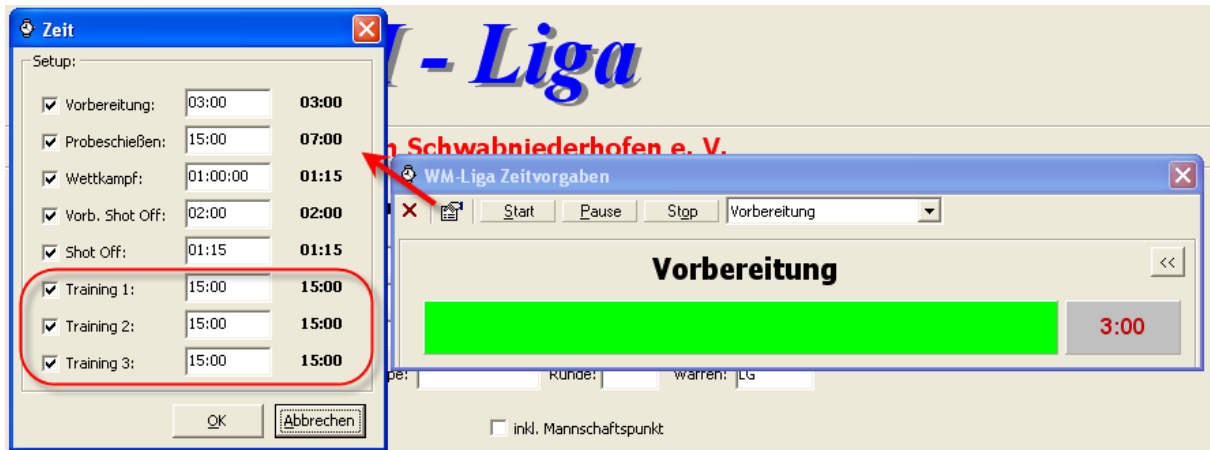 Zeit
Setup:
Vorbereitung: 03:00 03:00
Probeschießen: 15:00 07:00
Wettkampf: 01:00:00 01:15
Vorb. Shot Off: 02:00 02:00
Shot Off: 01:15 01:15
Training 1: 15:00 15:00
Training 2: 15:00 15:00
Training 3: 15:00 15:00
OK Abbrechen
- Liga
Schwabniederhofen e. V.
WM-Liga Zeitvorgaben
Start Pause Stop Vorbereitung
Vorbereitung <<
3:00
pe: Runde: Waffen: LG
inkl. Mannschaftspunkt